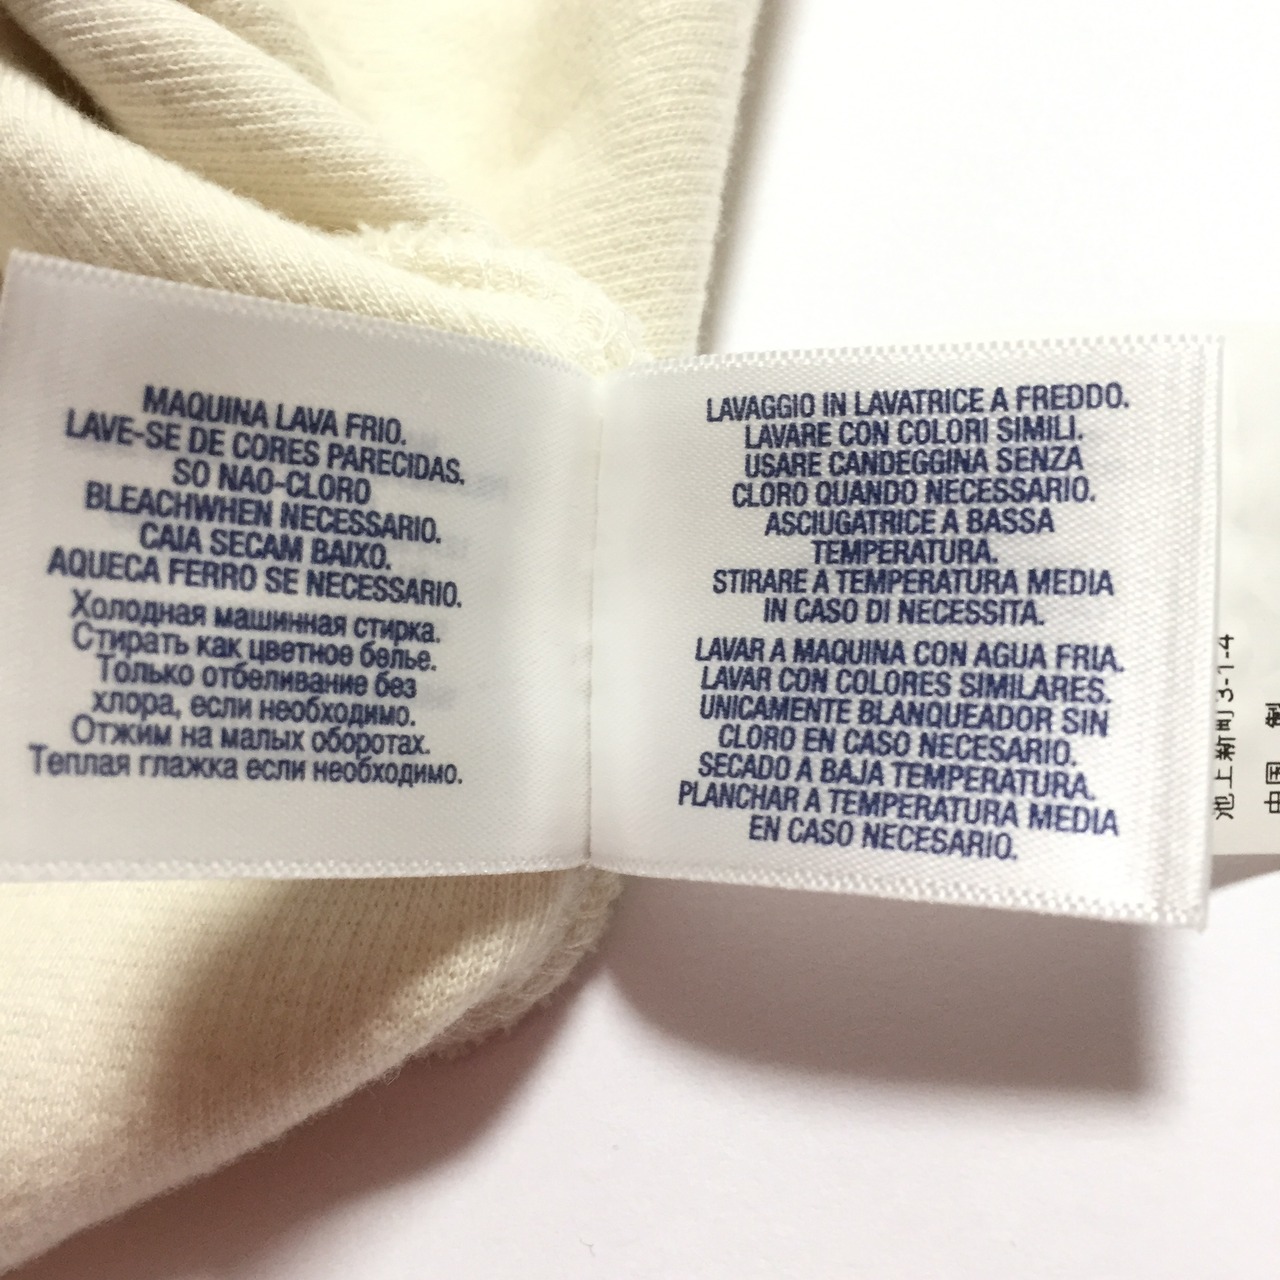 MAQUINA LAVA FRIO.
LAVE-SE DE CORES PARECIDAS.
SO NAO-CLORO
BLEACHWHEN NECESSARIO.
CAIA SECAM BAIXO.
AQUECA FERRO SE NECESSARIO.
Холодная машинная стирка.
Стирать как цветное белье.
Только отбеливание без
хлора, если необходимо.
Отжим на малых оборотах.
Теплая глажка если необходимо.
LAVAGGIO IN LAVATRICE A FREDDO.
LAVARE CON COLORI SIMILI.
USARE CANDEGGINA SENZA
CLORO QUANDO NECESSARIO.
ASCIUGATRICE A BASSA
TEMPERATURA.
STIRARE A TEMPERATURA MEDIA
IN CASO DI NECESSITA.
LAVAR A MAQUINA CON AGUA FRIA.
LAVAR CON COLORES SIMILARES.
UNICAMENTE BLANQUEADOR SIN
CLORO EN CASO NECESARIO.
SECADO A BAJA TEMPERATURA.
PLANCHAR A TEMPERATURA MEDIA
EN CASO NECESARIO.
池上新町3-1-4
中国 製